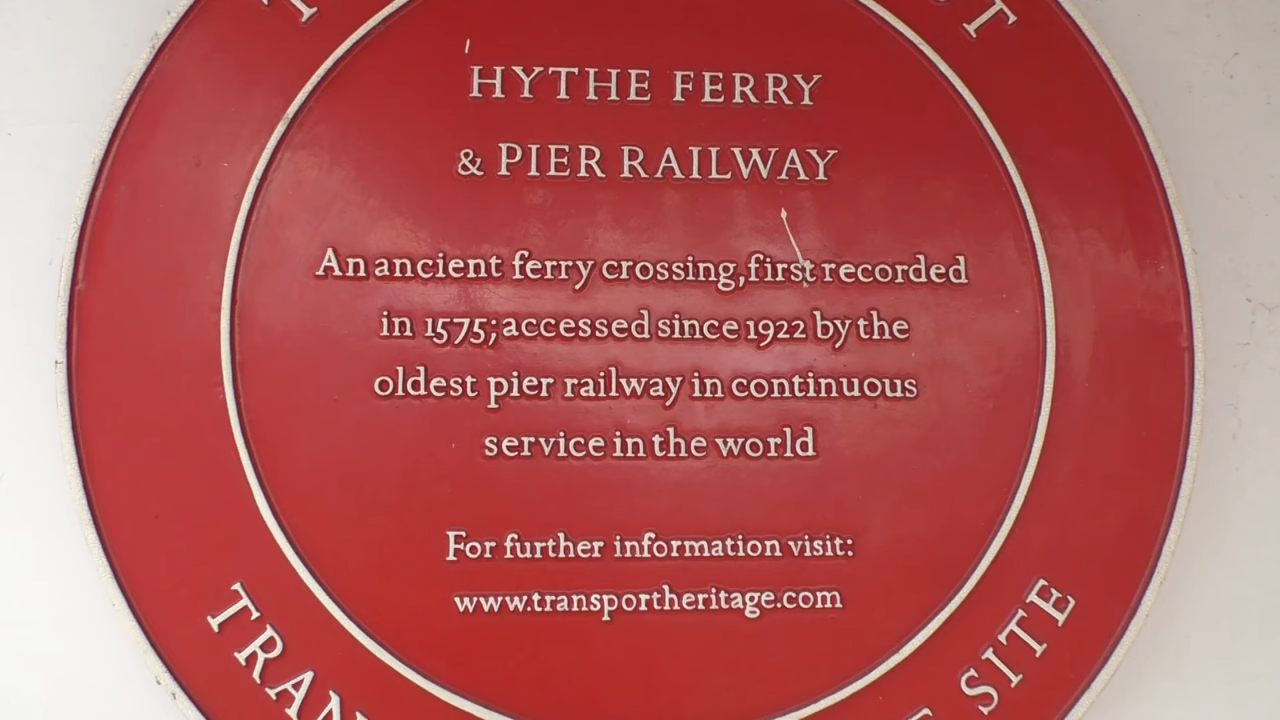 HYTHE FERRY
& PIER RAILWAY
An ancient ferry crossing, first recorded
in 1575; accessed since 1922 by the
oldest pier railway in continuous
service in the world
For further information visit:
www.transportheritage.com
SITE